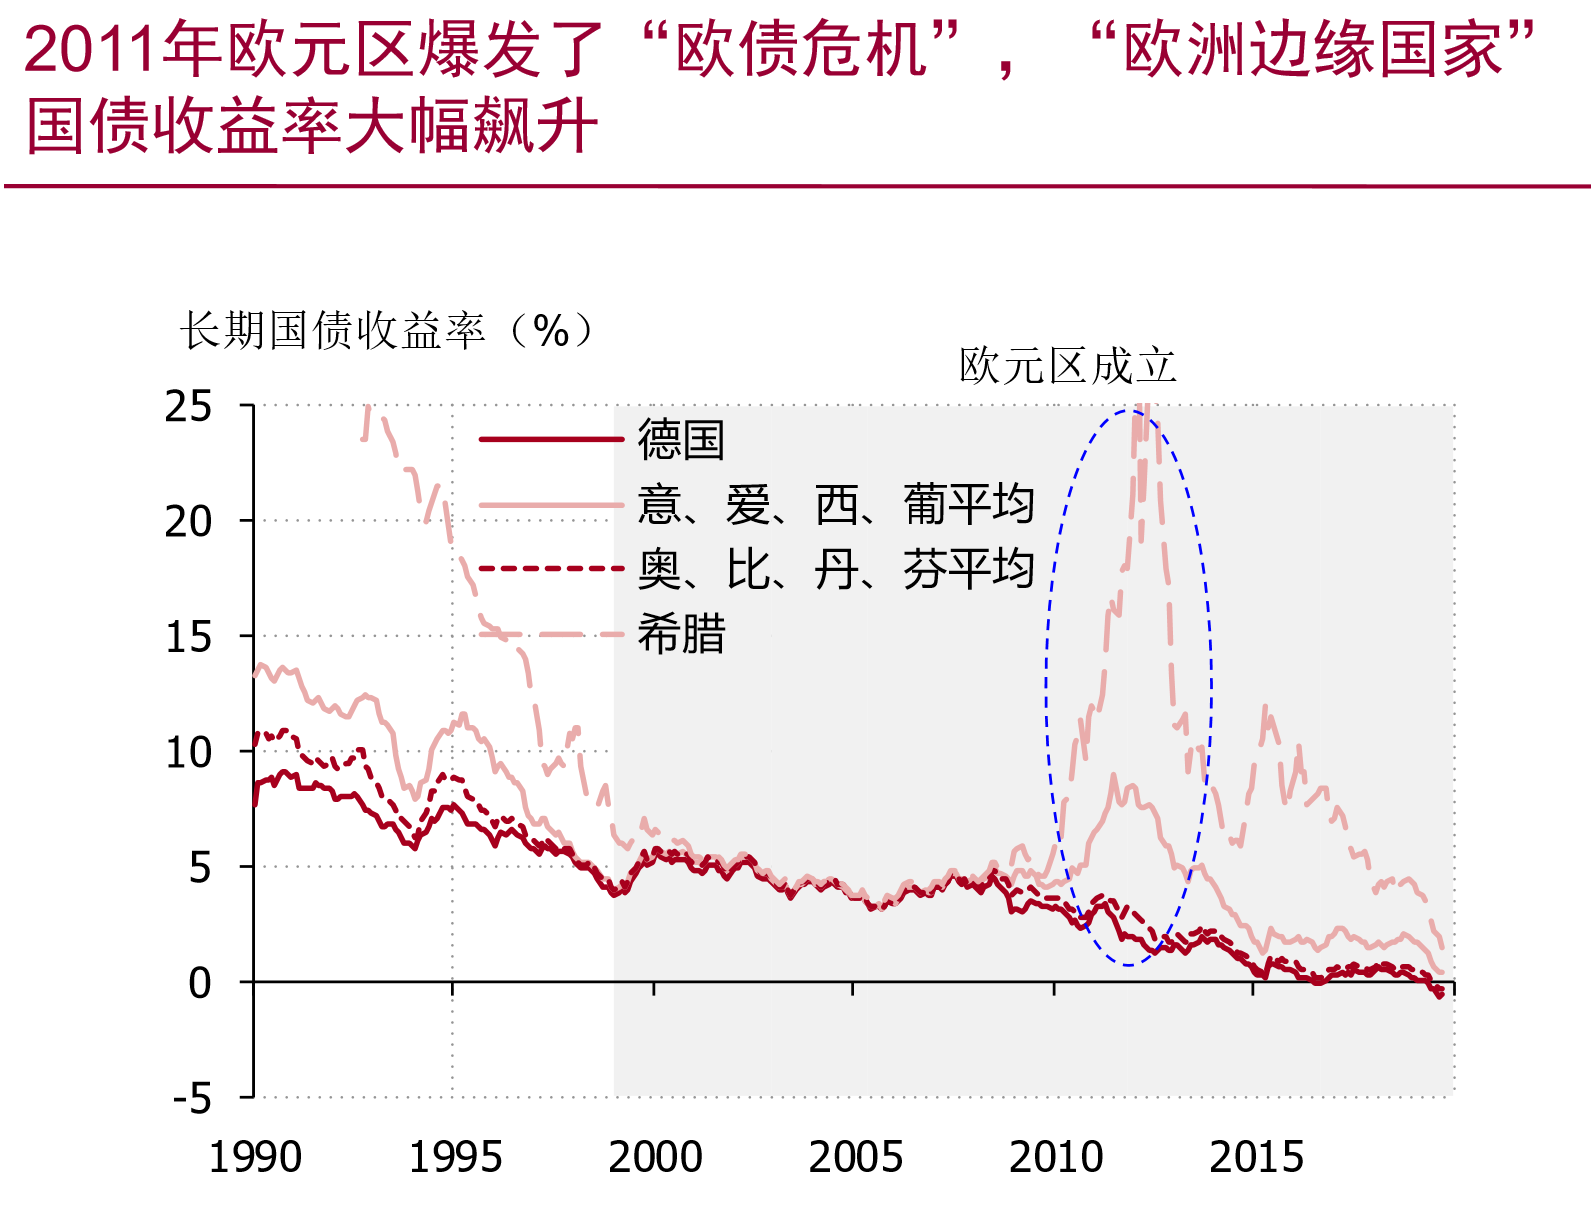 2011年欧元区爆发了“欧债危机”，“欧洲边缘国家”
国债收益率大幅飙升
长期国债收益率（%）
欧元区成立
25
20
15
10
5
0
-5
德国
意、爱、西、葡平均
奥、比、丹、芬平均
希腊
1990 1995 2000 2005 2010 2015